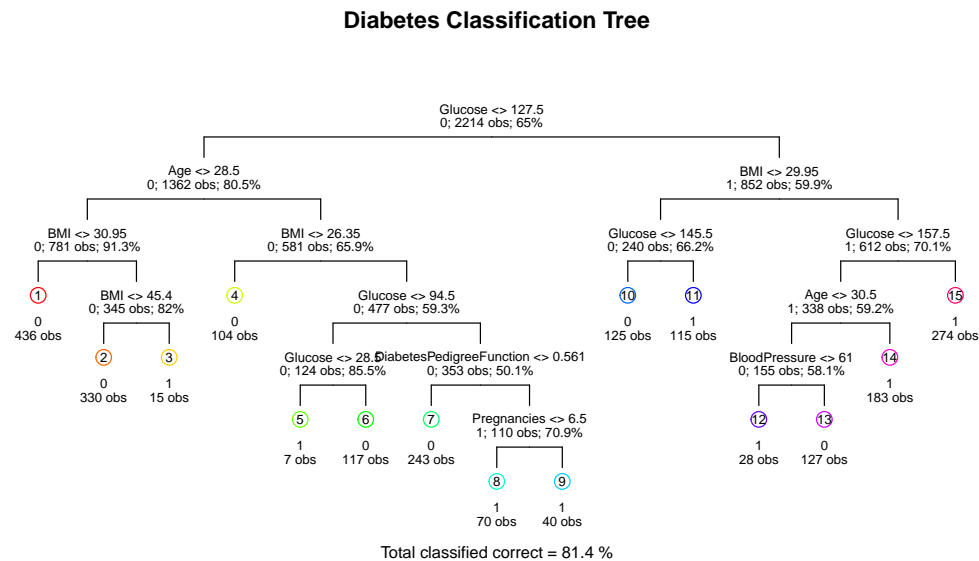 Diabetes Classification Tree
Glucose <> 127.5
0; 2214 obs; 65%
Age <> 28.5
0; 1362 obs; 80.5%
BMI <> 29.95
1; 852 obs; 59.9%
BMI <> 30.95
0; 781 obs; 91.3%
BMI <> 26.35
0; 581 obs; 65.9%
Glucose <> 145.5
0; 240 obs; 66.2%
Glucose <> 157.5
1; 612 obs; 70.1%
1
0
436 obs
BMI <> 45.4
0; 345 obs; 82%
4
0
104 obs
Glucose <> 94.5
0; 477 obs; 59.3%
10
0
125 obs
11
1
115 obs
Age <> 30.5
1; 338 obs; 59.2%
15
1
274 obs
2
0
330 obs
3
1
15 obs
Glucose <> 28.5
0; 124 obs; 85.5%
DiabetesPedigreeFunction <> 0.561
0; 353 obs; 50.1%
BloodPressure <> 61
0; 155 obs; 58.1%
14
1
183 obs
5
1
7 obs
6
0
117 obs
7
0
243 obs
Pregnancies <> 6.5
1; 110 obs; 70.9%
12
1
28 obs
13
0
127 obs
8
1
70 obs
9
1
40 obs
Total classified correct = 81.4 %